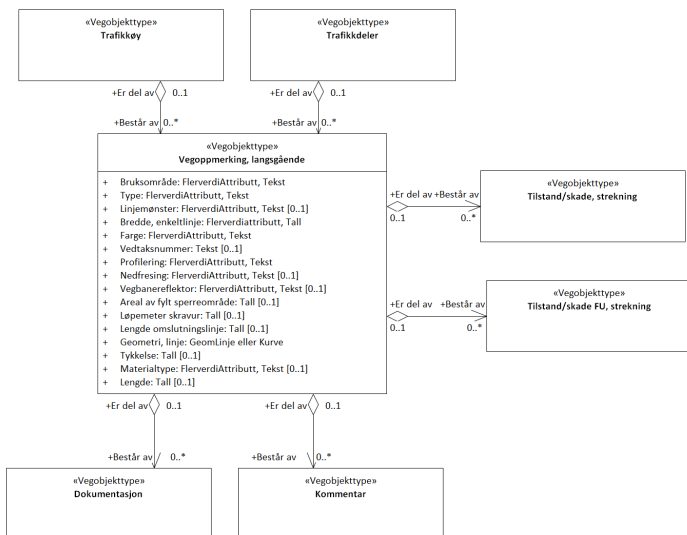 «Vegobjekttype»
Trafikkøy
«Vegobjekttype»
Trafikkdeler
+Er del av 0..1
+Er del av 0..1
+Består av 0..*
+Består av 0..*
«Vegobjekttype»
Vegoppmerking, langsgående
+ Bruksområde: FlerverdiAttributt, Tekst
+ Type: FlerverdiAttributt, Tekst
+ Linjemønster: FlerverdiAttributt, Tekst [0..1]
+ Bredde, enkeltlinje: Flerverdiattributt, Tall
+ Farge: FlerverdiAttributt, Tekst
+ Vedtaksnummer: Tekst [0..1]
+ Profilering: FlerverdiAttributt, Tekst
+ Nedfresing: FlerverdiAttributt, Tekst [0..1]
+ Vegbanereflektor: FlerverdiAttributt, Tekst [0..1]
+ Areal av fylt sperreområde: Tall [0..1]
+ Løpemeter skravur: Tall [0..1]
+ Lengde omslutningslinje: Tall [0..1]
+ Geometri, linje: GeomLinje eller Kurve
+ Tykkelse: Tall [0..1]
+ Materialtype: FlerverdiAttributt, Tekst [0..1]
+ Lengde: Tall [0..1]
+Er del av +Består av
0..1 0..*
«Vegobjekttype»
Tilstand/skade, strekning
+Er del av +Består av
0..1 0..*
«Vegobjekttype»
Tilstand/skade FU, strekning
+Er del av 0..1
+Er del av 0..1
+Består av 0..*
+Består av 0..*
«Vegobjekttype»
Dokumentasjon
«Vegobjekttype»
Kommentar